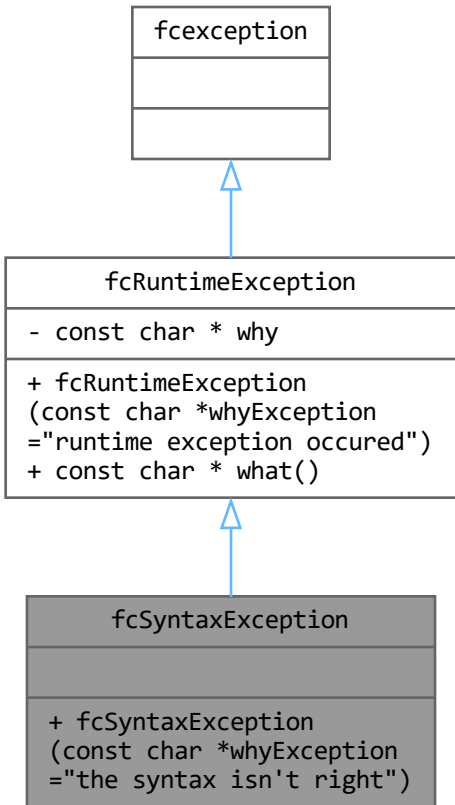 fcexception
fcRuntimeException
- const char * why
+ fcRuntimeException
(const char *whyException
="runtime exception occured")
+ const char * what()
fcSyntaxException
+ fcSyntaxException
(const char *whyException
="the syntax isn't right")